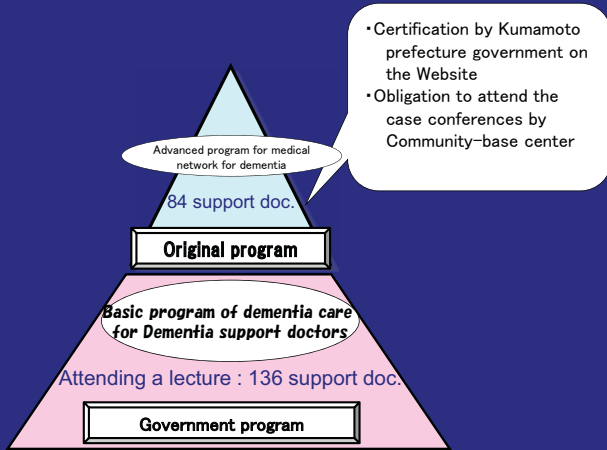 ・Certification by Kumamoto
prefecture government on
the Website
・Obligation to attend the
case conferences by
Community-base center
Advanced program for medical
network for dementia
84 support doc.
Original program
Basic program of dementia care
for Dementia support doctors
Attending a lecture : 136 support doc.
Government program